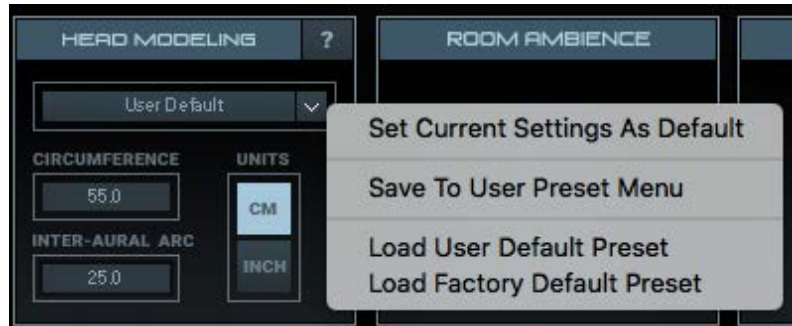 HEAD MODELING
?
ROOM AMBIENCE
User Default
CIRCUMFERENCE
UNITS
55.0
CM
INTER-AURAL ARC
INCH
25.0
Set Current Settings As Default
Save To User Preset Menu
Load User Default Preset
Load Factory Default Preset